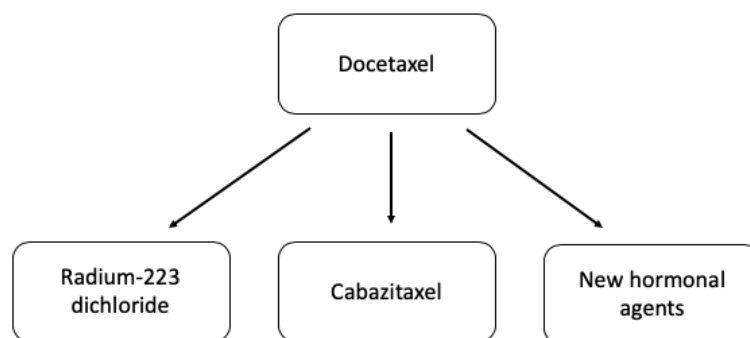 Docetaxel
Radium-223
dichloride
Cabazitaxel
New hormonal
agents